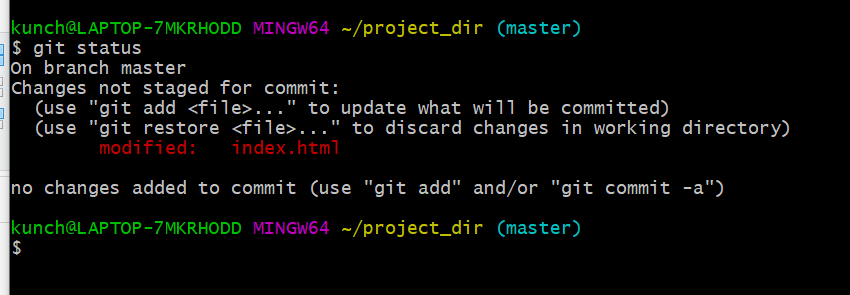 kunch@LAPTOP-7MKRHODD MINGW64 ~/project_dir (master)
$ git status
On branch master
Changes not staged for commit:
  (use "git add <file>..." to update what will be committed)
  (use "git restore <file>..." to discard changes in working directory)
        modified:   index.html

no changes added to commit (use "git add" and/or "git commit -a")

kunch@LAPTOP-7MKRHODD MINGW64 ~/project_dir (master)
$